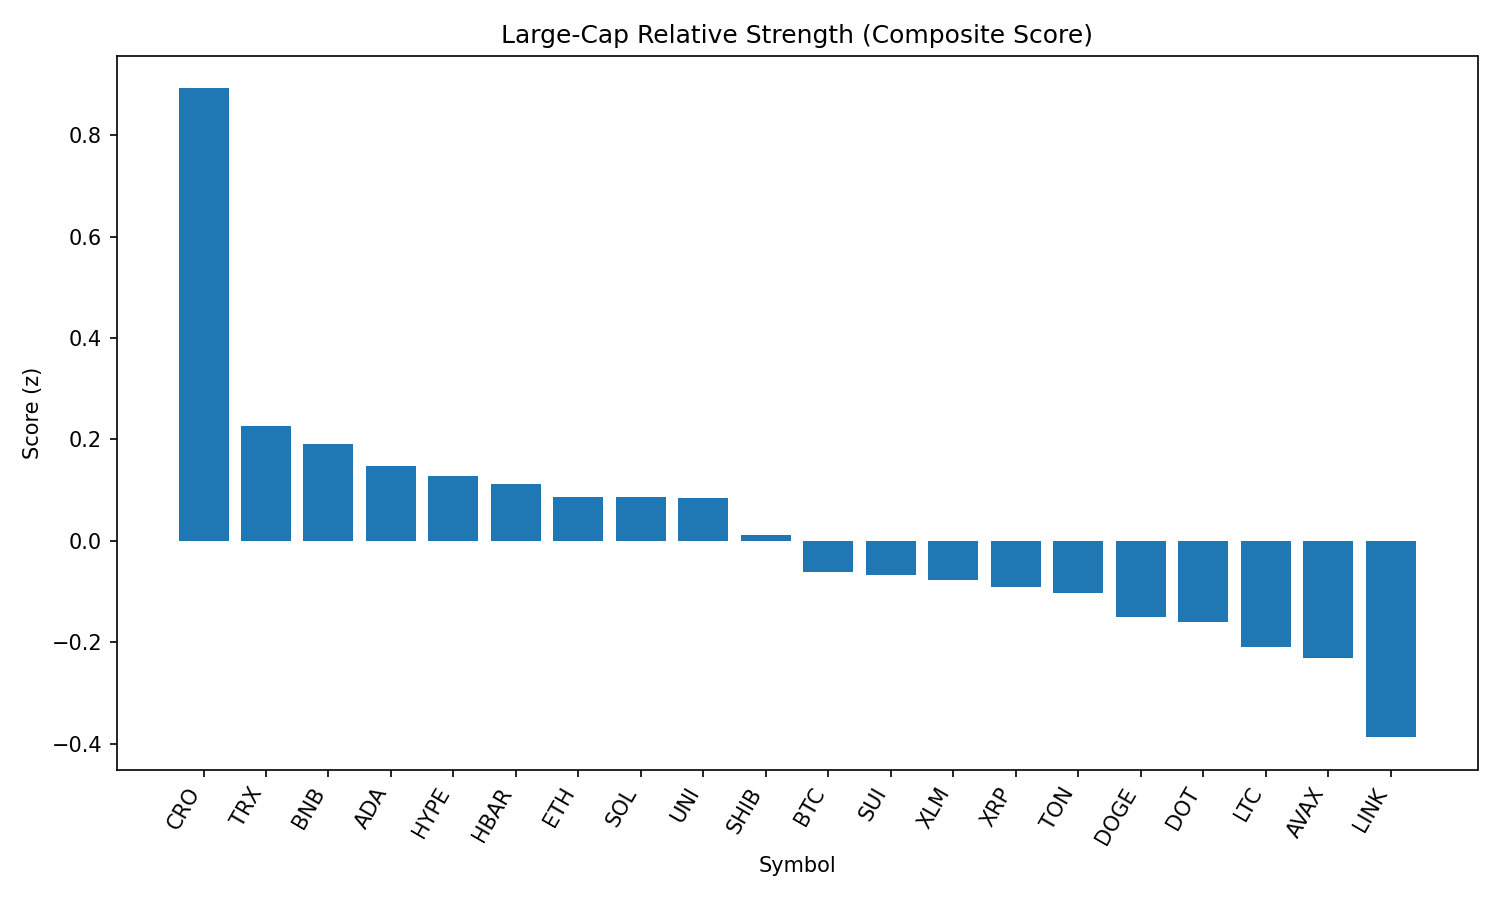 Large-Cap Relative Strength (Composite Score)
Score (z)
0.8
0.6
0.4
0.2
0.0
−0.2
−0.4
CRO
TRX
BNB
ADA
HYPE
HBAR
ETH
SOL
UNI
SHIB
BTC
SUI
XLM
XRP
TON
DOGE
DOT
LTC
AVAX
LINK
Symbol